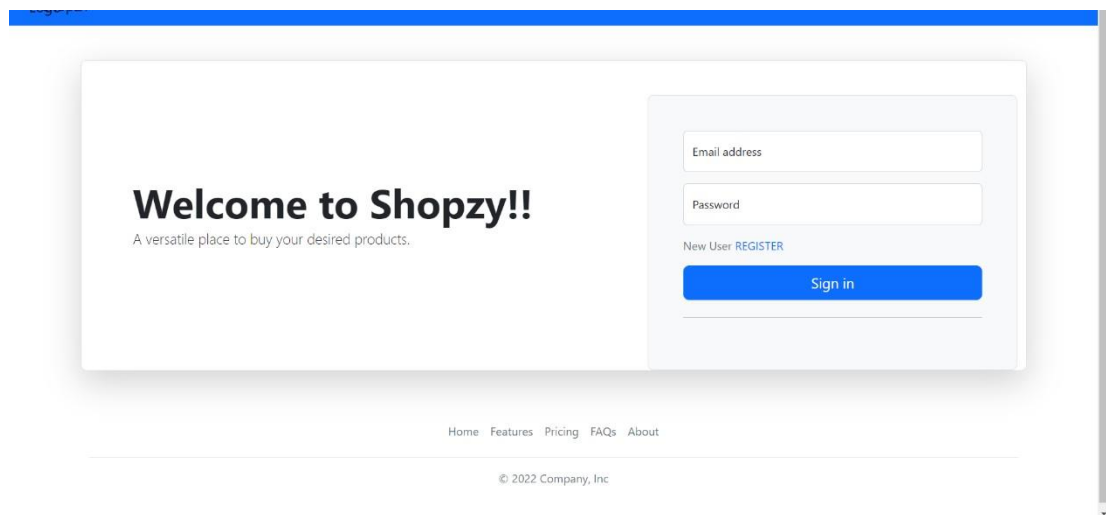 Welcome to Shopzy!!
A versatile place to buy your desired products.
Email address
Password
New User REGISTER
Sign in
Home Features Pricing FAQs About
© 2022 Company, Inc